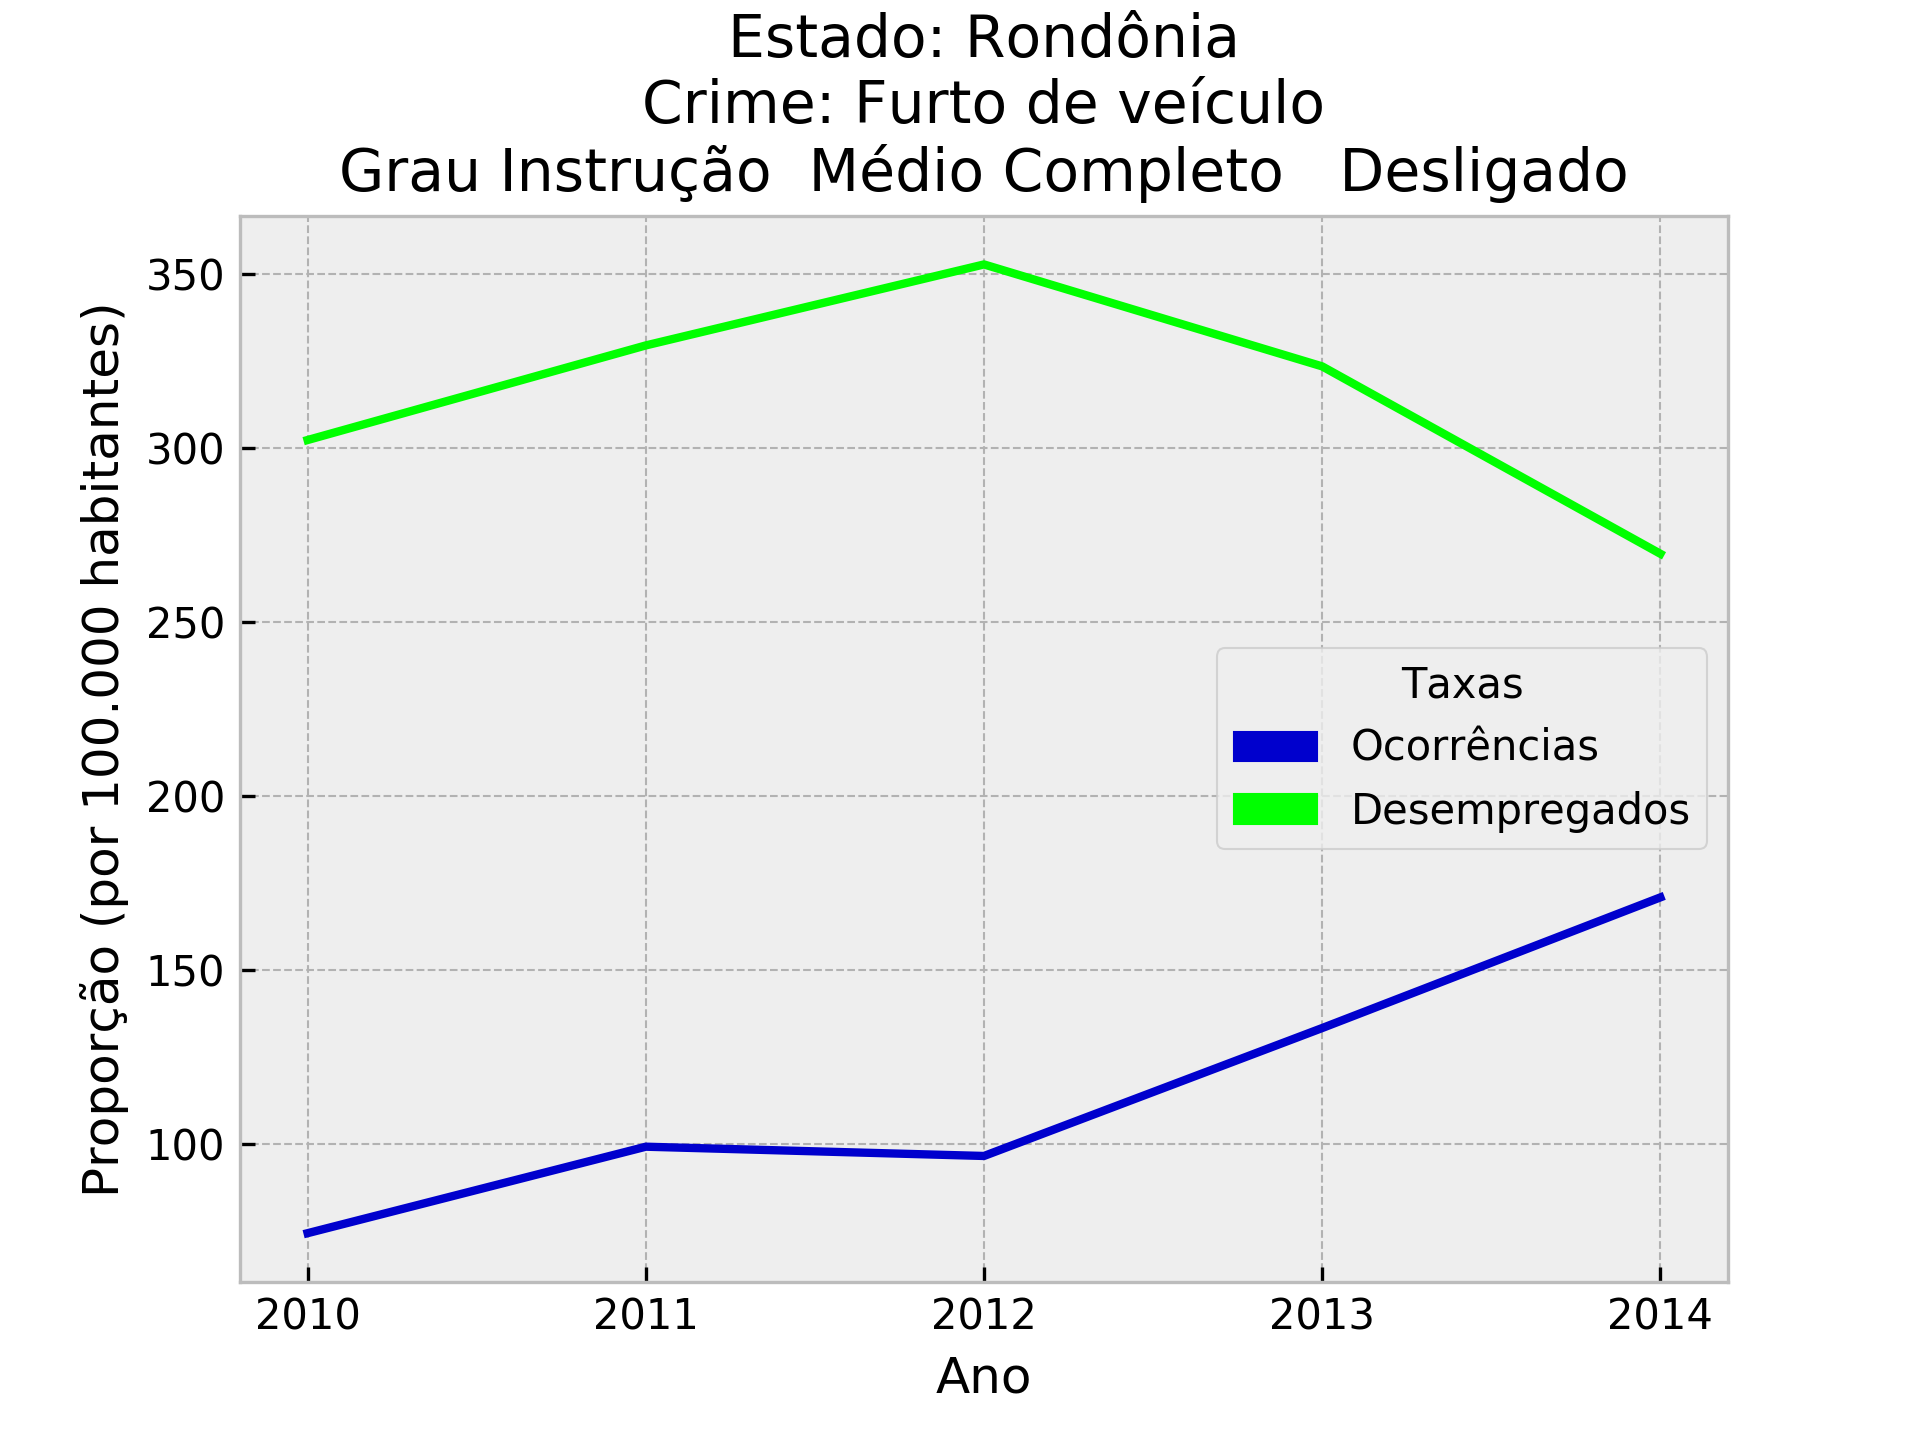 Estado: Rondônia
Crime: Furto de veículo
Grau Instrução  Médio Completo   Desligado
Proporção (por 100.000 habitantes)
350
300
250
200
150
100
Taxas
Ocorrências
Desempregados
2010 2011 2012 2013 2014
Ano